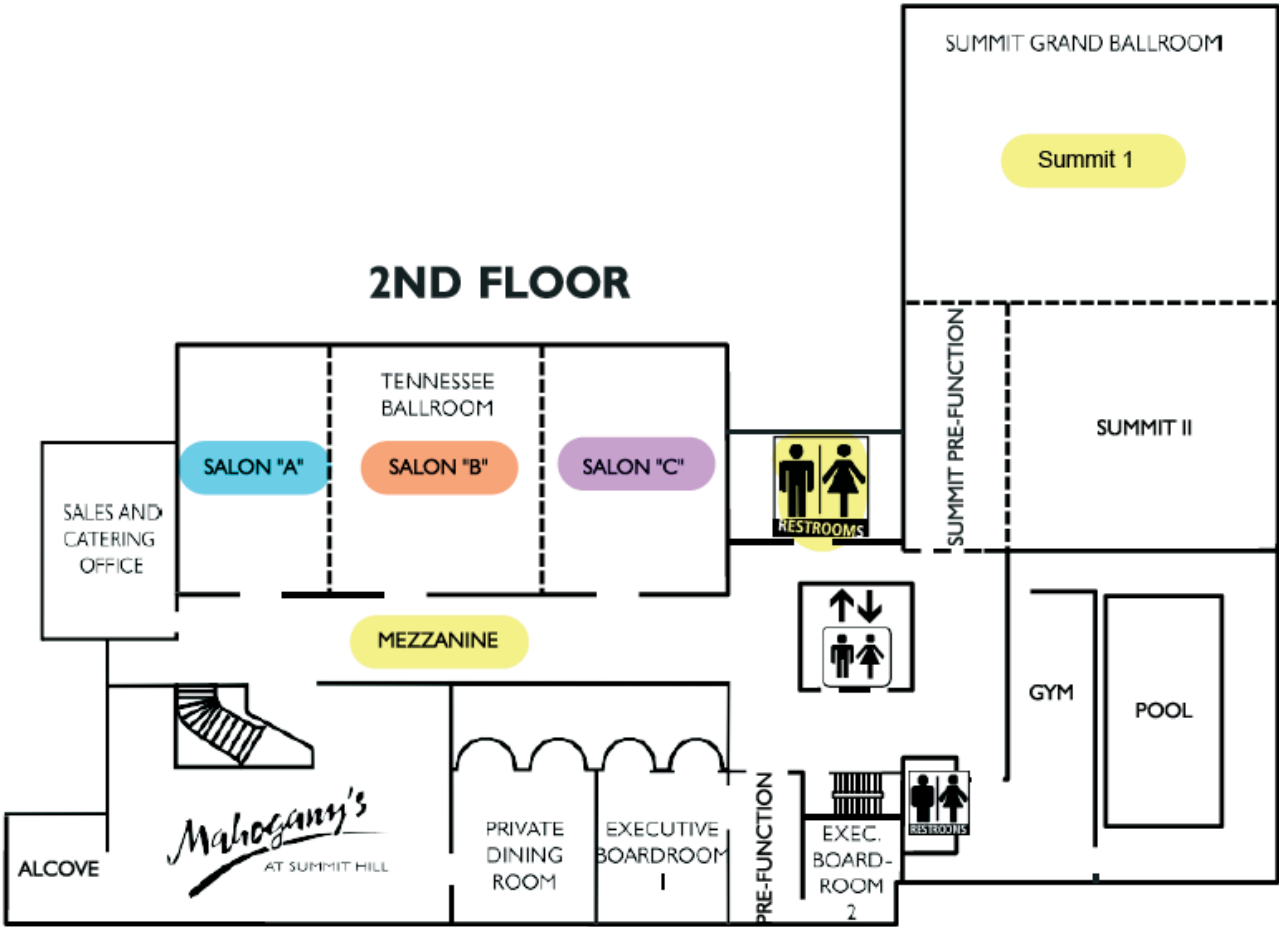 SUMMIT GRAND BALLROOM
Summit 1
2ND FLOOR
TENNESSEE
BALLROOM
SALON "A"
SALON "B"
SALON "C"
SUMMIT PRE-FUNCTION
SUMMIT II
RESTROOMS
SALES AND
CATERING
OFFICE
MEZZANINE
GYM
POOL
Mahogany's
AT SUMMIT HILL
ALCOVE
PRIVATE
DINING
ROOM
EXECUTIVE
BOARDROOM
I
PRE-FUNCTION
EXEC.
BOARD-
ROOM
2
RESTROOMS